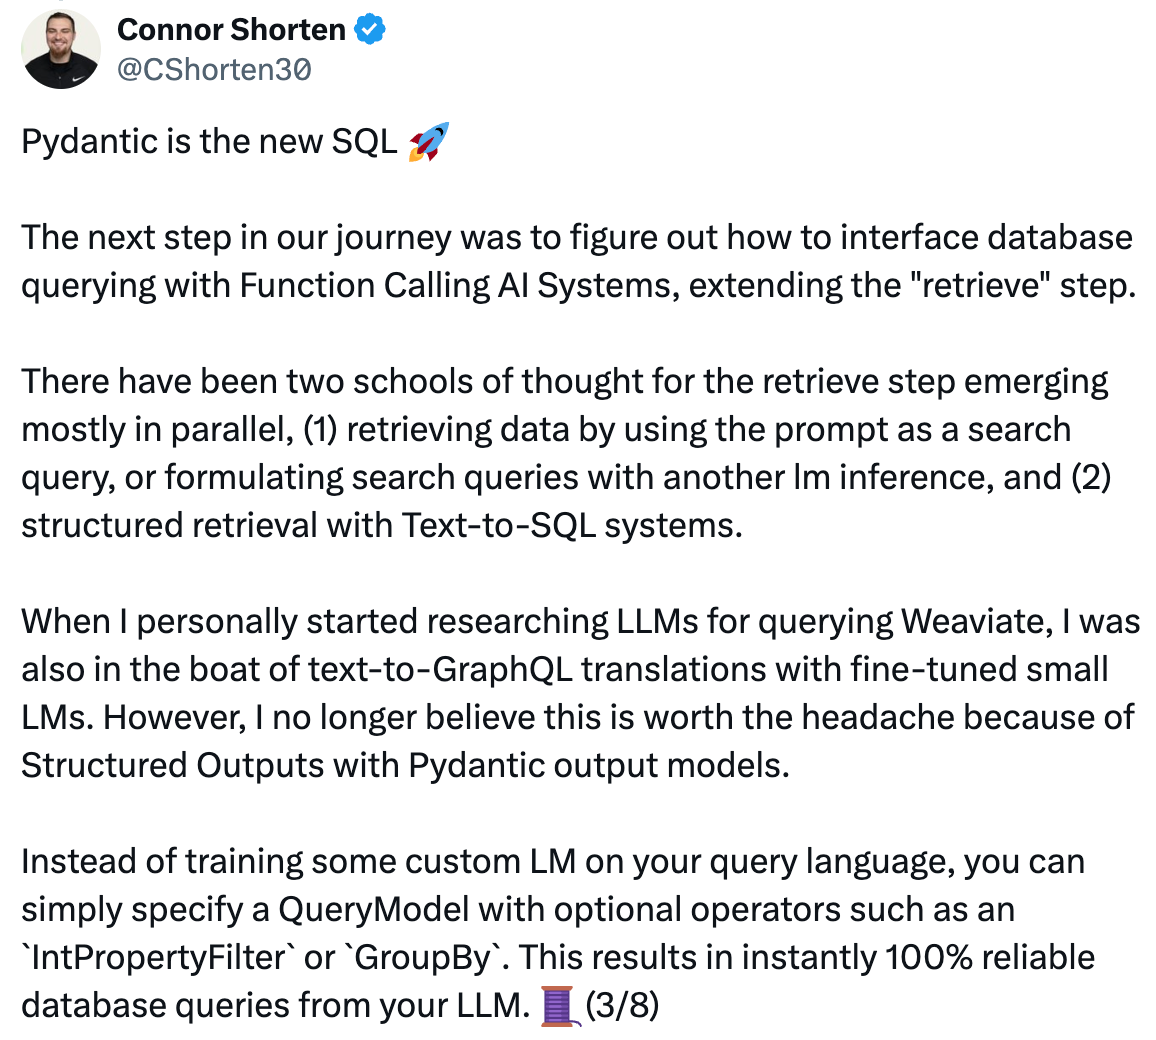 Connor Shorten
@CShorten30
Pydantic is the new SQL 🚀
The next step in our journey was to figure out how to interface database
querying with Function Calling AI Systems, extending the "retrieve" step.
There have been two schools of thought for the retrieve step emerging
mostly in parallel, (1) retrieving data by using the prompt as a search
query, or formulating search queries with another lm inference, and (2)
structured retrieval with Text-to-SQL systems.
When I personally started researching LLMs for querying Weaviate, I was
also in the boat of text-to-GraphQL translations with fine-tuned small
LMs. However, I no longer believe this is worth the headache because of
Structured Outputs with Pydantic output models.
Instead of training some custom LM on your query language, you can
simply specify a QueryModel with optional operators such as an
`IntPropertyFilter` or `GroupBy`. This results in instantly 100% reliable
database queries from your LLM. 🧵 (3/8)